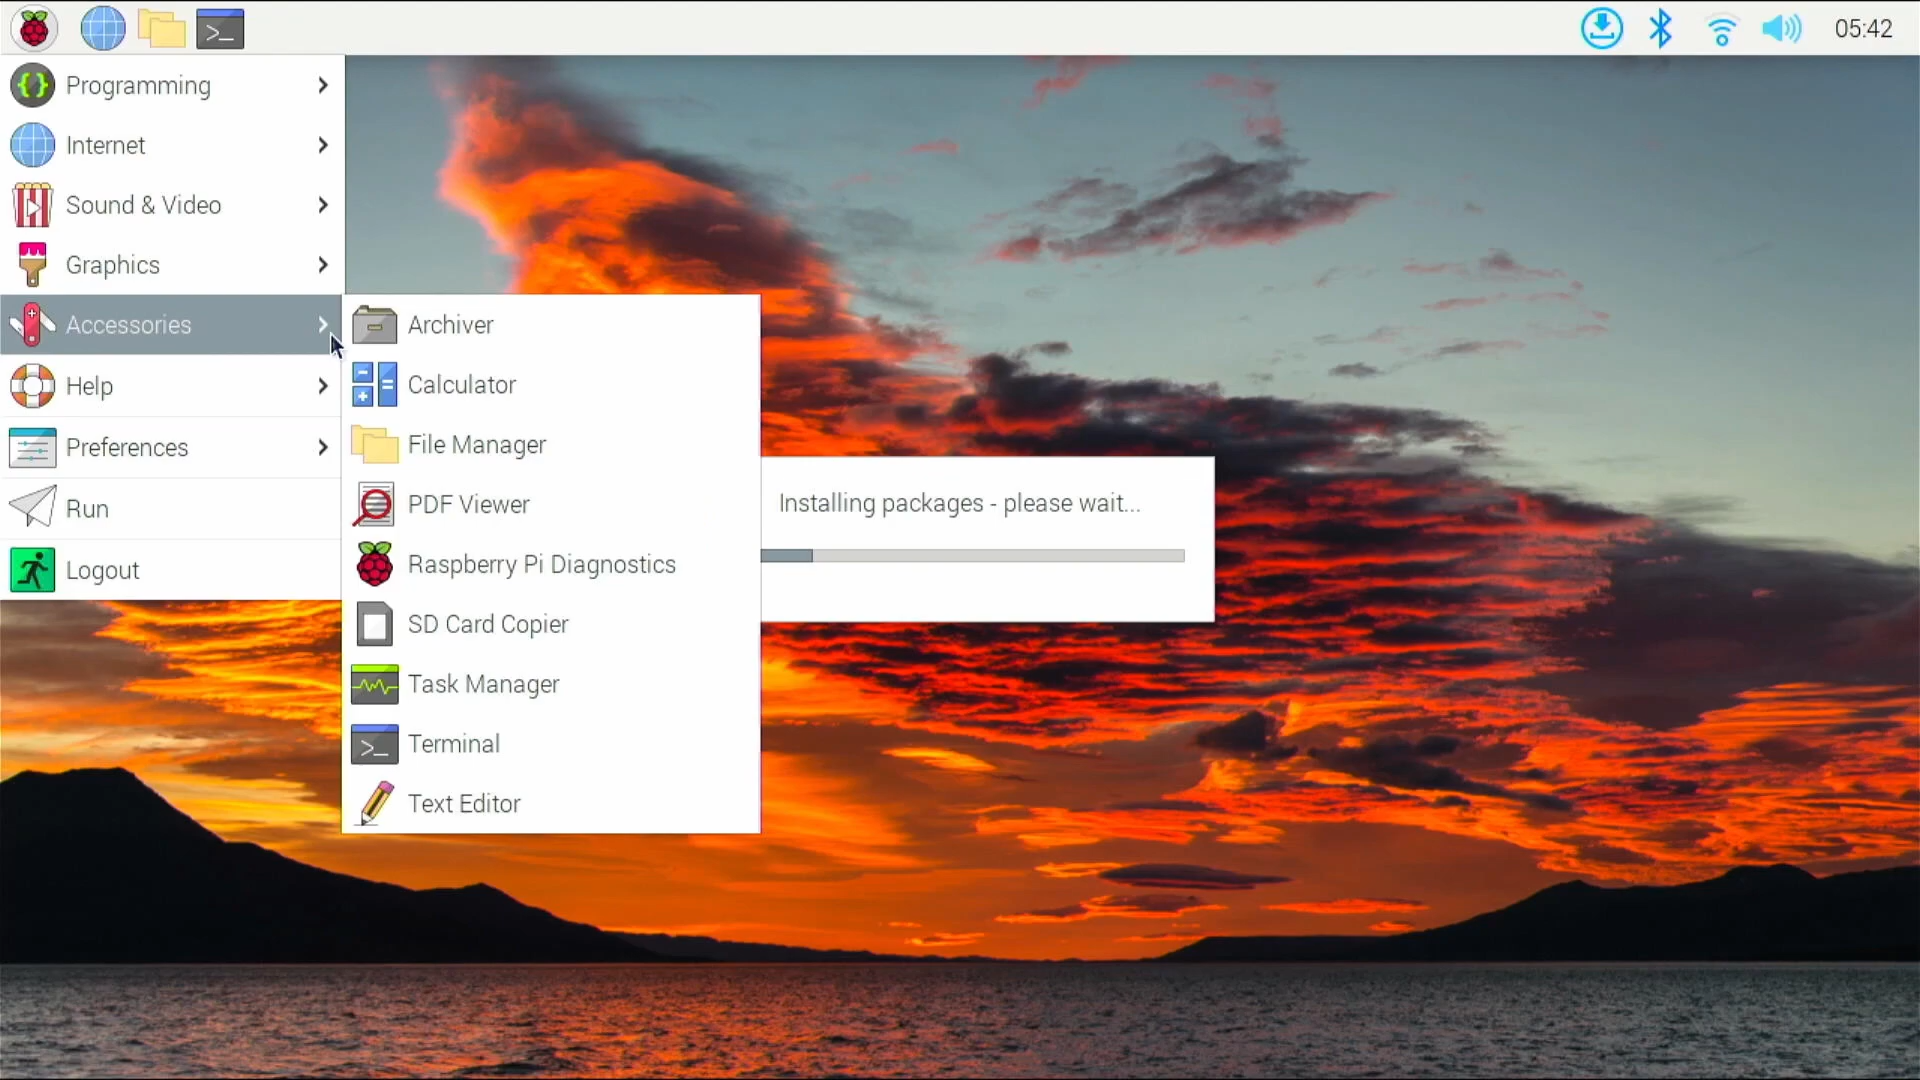 05:42
Programming
Internet
Sound & Video
Graphics
Accessories
Help
Preferences
Run
Logout
Archiver
Calculator
File Manager
PDF Viewer
Raspberry Pi Diagnostics
SD Card Copier
Task Manager
Terminal
Text Editor
Installing packages - please wait...